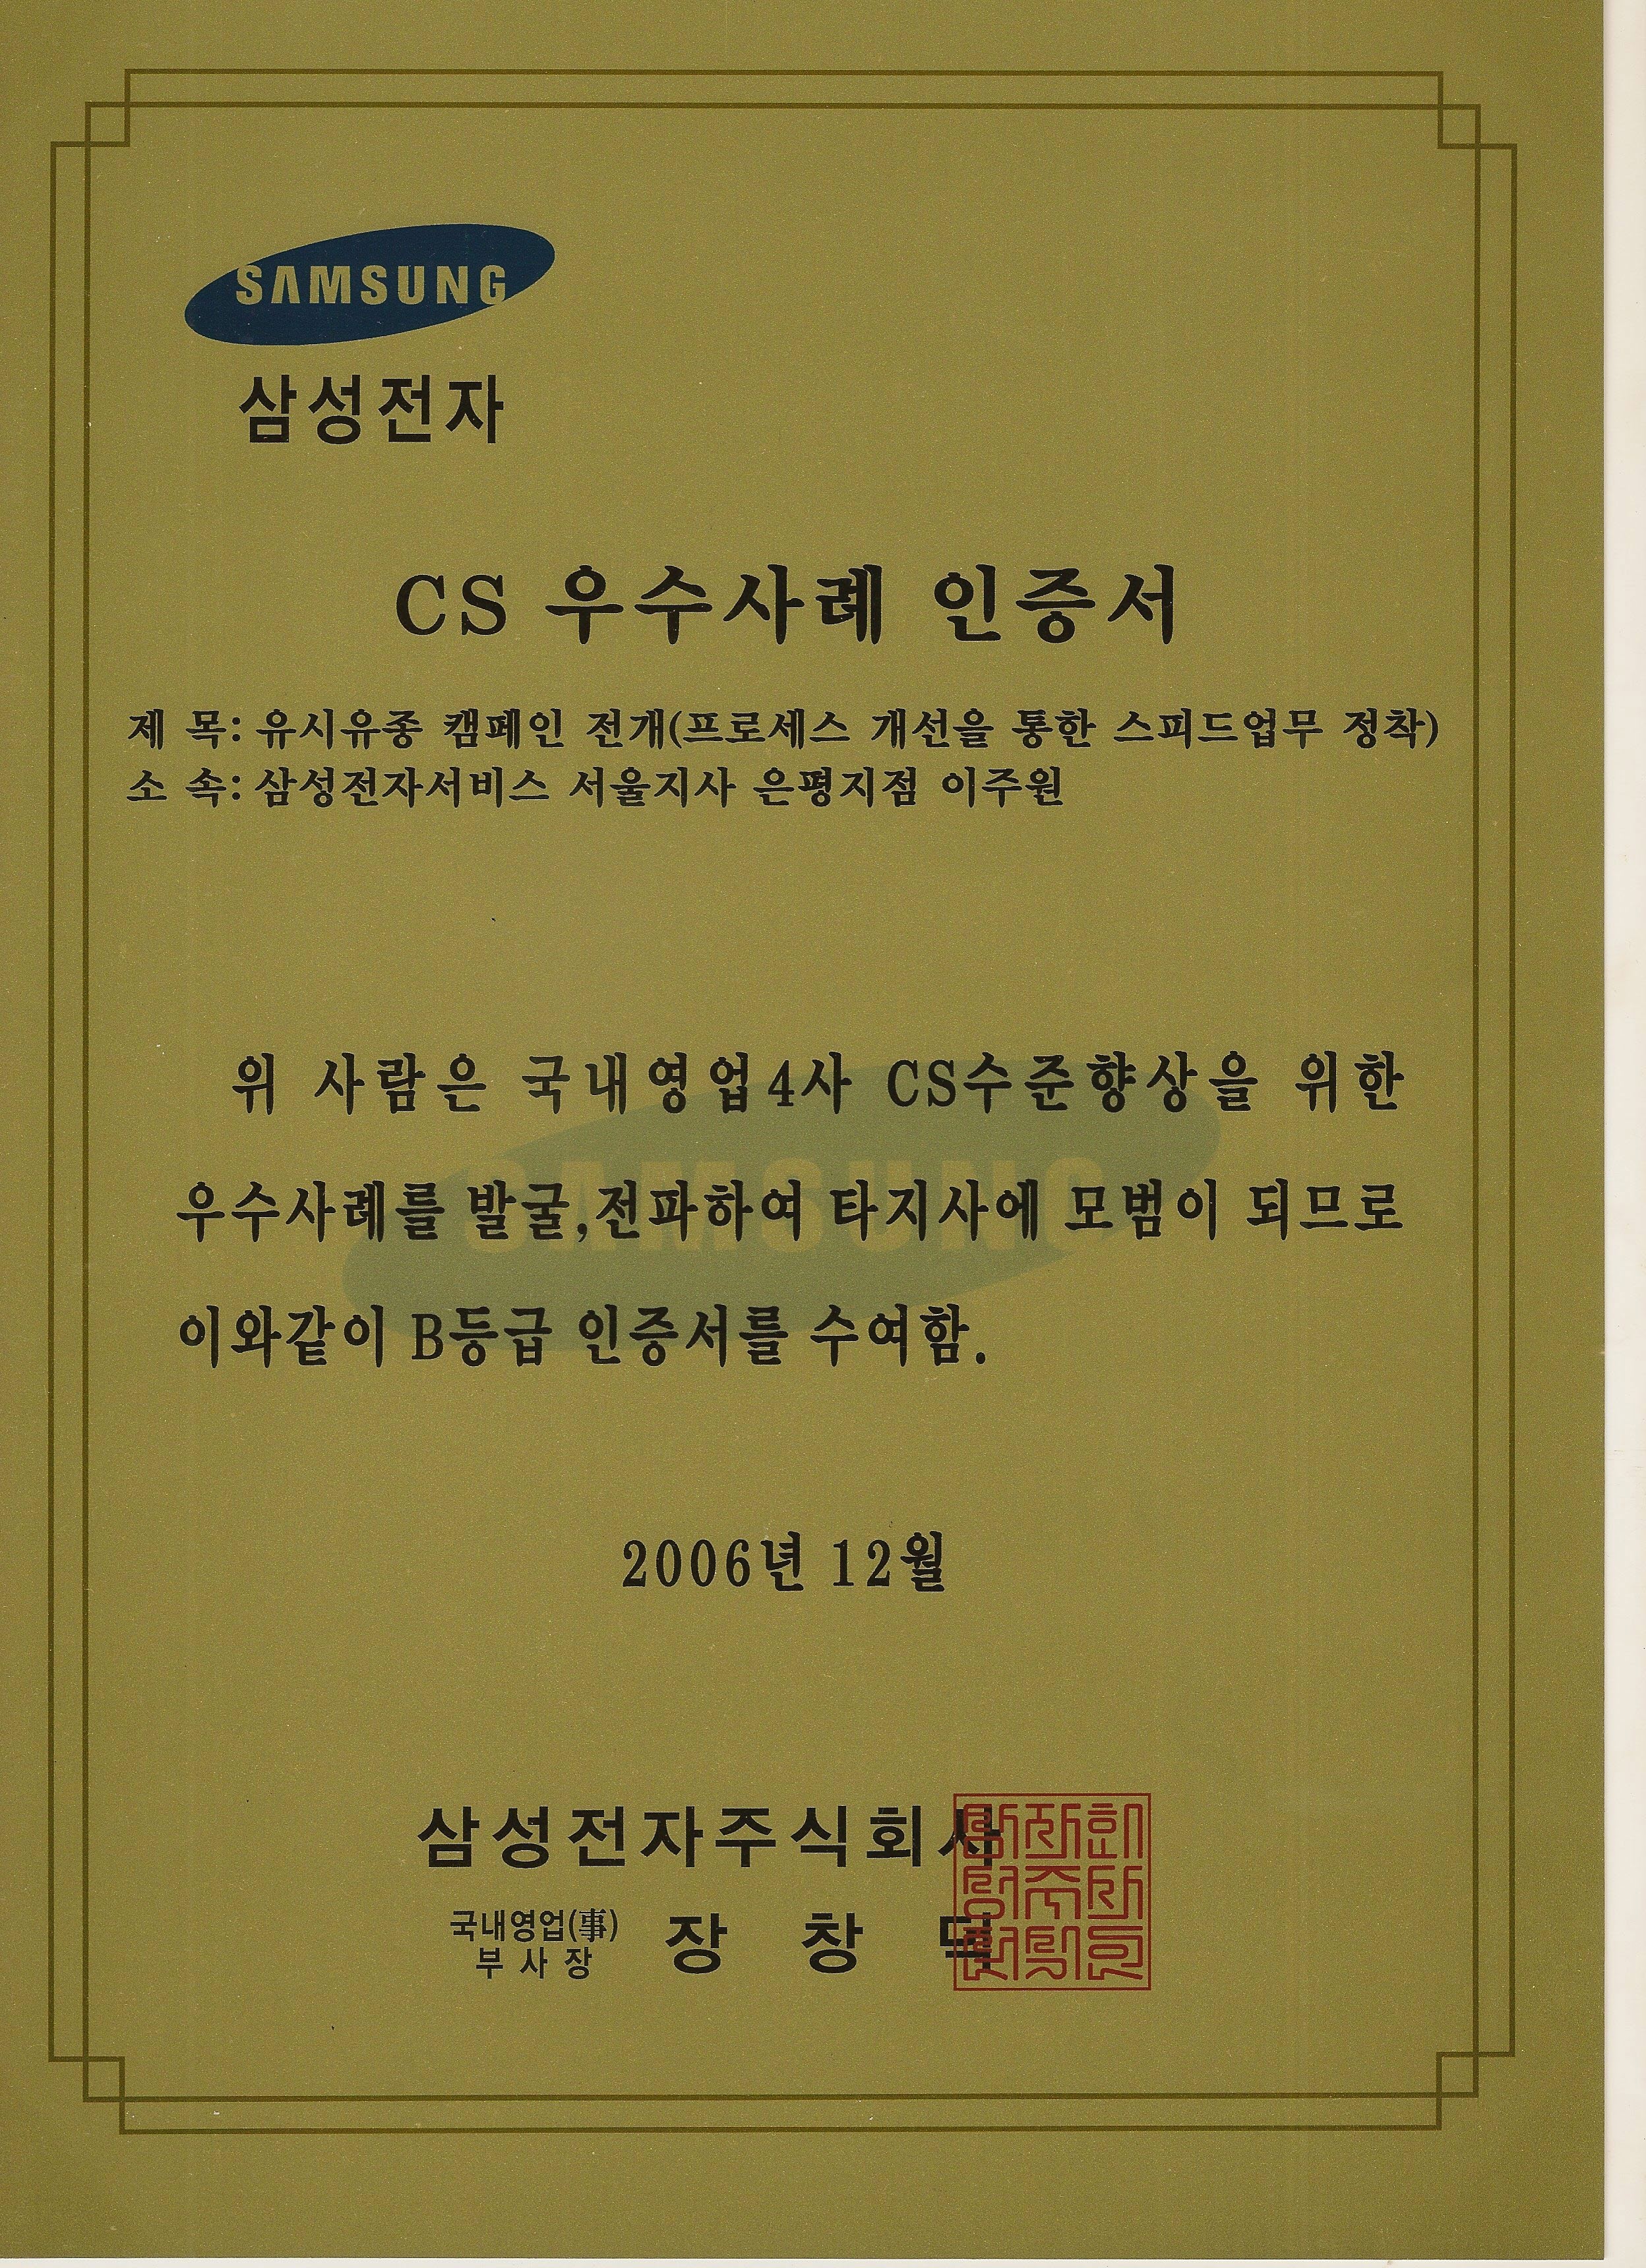 SAMSUNG
삼성전자
CS 우수사례 인증서
제 목: 유시유종 캠페인 전개(프로세스 개선을 통한 스피드업무 정착)
소 속: 삼성전자서비스 서울지사 은평지점 이주원
위 사람은 국내영업4사 CS수준향상을 위한
우수사례를 발굴,전파하여 타지사에 모범이 되므로
이와같이 B등급 인증서를 수여함.
SAMSUNG
2006년 12월
삼성전자주식회사
국내영업(事)
부사장
장 창 덕